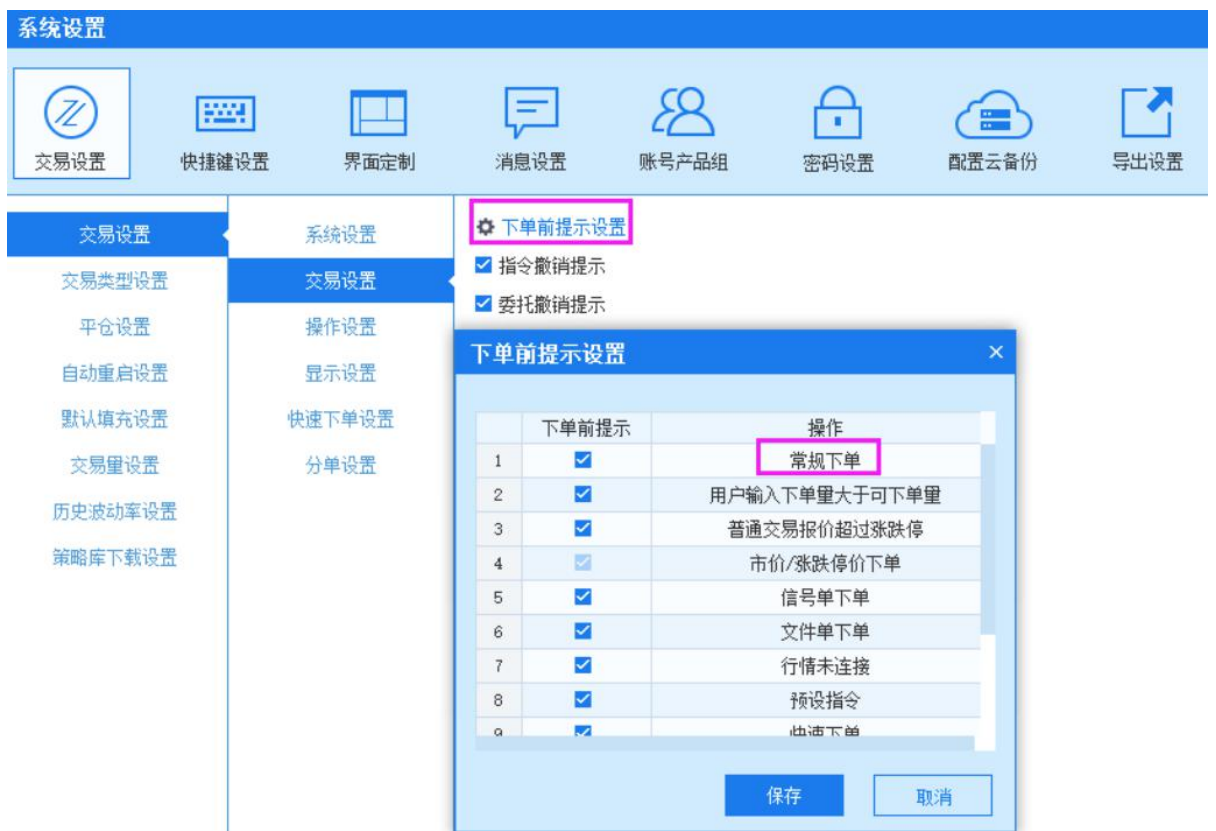 系统设置
交易设置 快捷键设置 界面定制 消息设置 账号产品组 密码设置 配置云备份 导出设置
交易设置 系统设置 下单前提示设置
交易类型设置 交易设置 指令撤销提示
平仓设置 操作设置 委托撤销提示
自动重启设置 显示设置
默认填充设置 快速下单设置
交易量设置 分单设置
历史波动率设置
策略库下载设置
下单前提示设置 ×
下单前提示 操作
1 常规下单
2 用户输入下单量大于可下单量
3 普通交易报价超过涨跌停
4 市价/涨跌停价下单
5 信号单下单
6 文件单下单
7 行情未连接
8 预设指令
9 快速下单
保存 取消